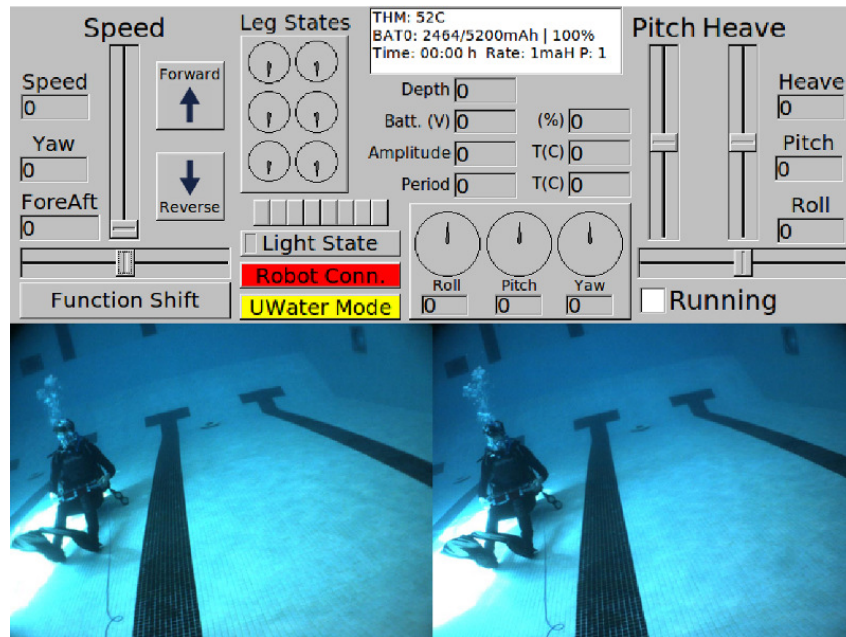 Speed
Leg States
THM: 52C
BAT0: 2464/5200mAh | 100%
Time: 00:00 h Rate: 1maH P: 1
Pitch Heave
Speed
0
Forward
Depth 0
Heave
0
Batt. (V) 0 (%) 0
Yaw
0
Amplitude 0 T(C) 0
Pitch
0
Period 0 T(C) 0
ForeAft
0
Reverse
Roll
0
Light State
Robot Conn.
Roll Pitch Yaw
0 0 0
Function Shift
UWater Mode
Running